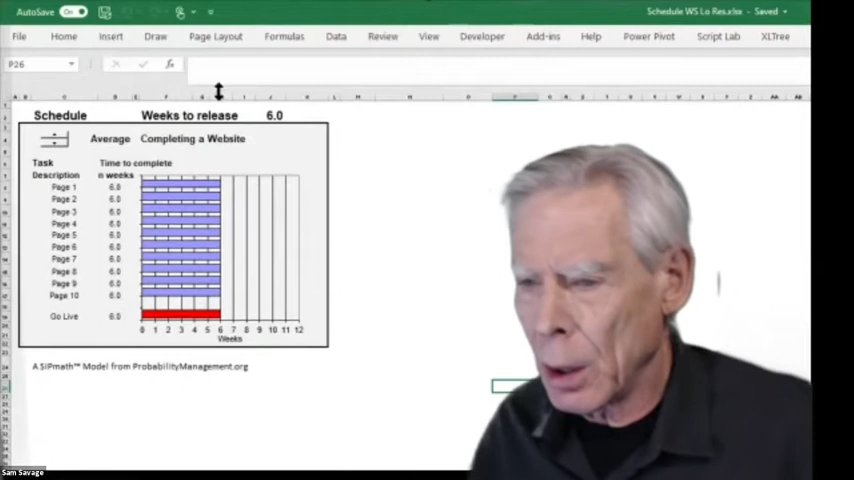 AutoSave On Schedule WS Lo Res.xlsx - Saved
File Home Insert Draw Page Layout Formulas Data Review View Developer Add-ins Help Power Pivot Script Lab XLTree
P26 fx
Schedule Weeks to release 6.0
Average Completing a Website
Task Time to complete
Description n weeks
Page 1 6.0
Page 2 6.0
Page 3 6.0
Page 4 6.0
Page 5 6.0
Page 6 6.0
Page 7 6.0
Page 8 6.0
Page 9 6.0
Page 10 6.0
Go Live 6.0
0 1 2 3 4 5 6 7 8 9 10 11 12
Weeks
A SIPmath™ Model from ProbabilityManagement.org
Sam Savage